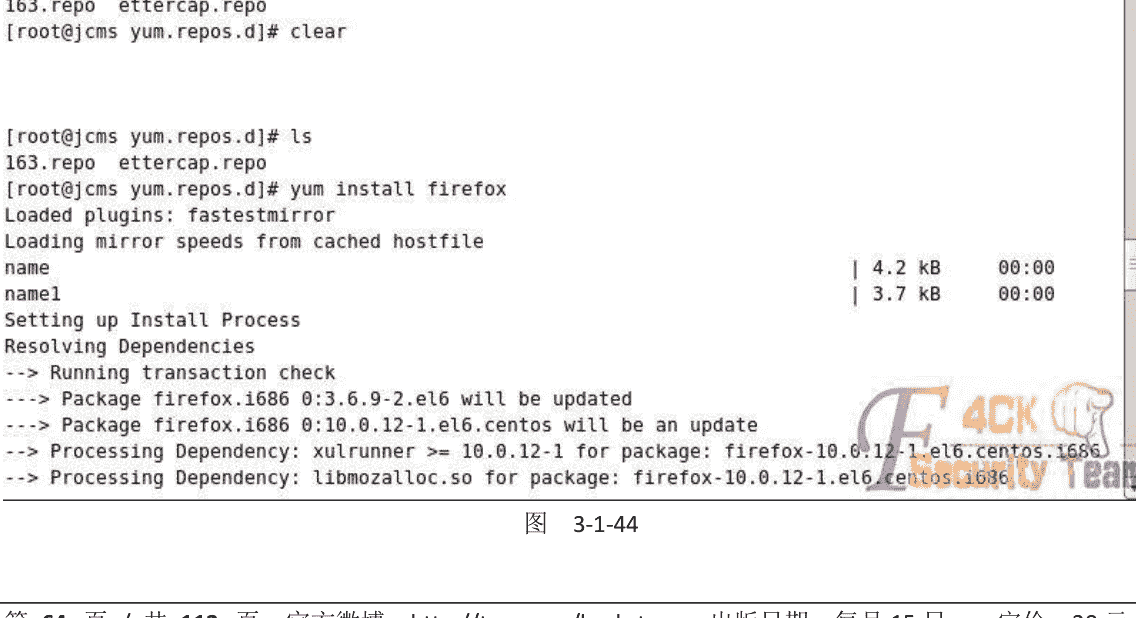 163.repo  ettercap.repo
[root@jcms yum.repos.d]# clear
[root@jcms yum.repos.d]# ls
163.repo  ettercap.repo
[root@jcms yum.repos.d]# yum install firefox
Loaded plugins: fastestmirror
Loading mirror speeds from cached hostfile
name | 4.2 kB 00:00
name1 | 3.7 kB 00:00
Setting up Install Process
Resolving Dependencies
--> Running transaction check
---> Package firefox.i686 0:3.6.9-2.el6 will be updated
---> Package firefox.i686 0:10.0.12-1.el6.centos will be an update
--> Processing Dependency: xulrunner >= 10.0.12-1 for package: firefox-10.0.12-1.el6.centos.i686
--> Processing Dependency: libmozalloc.so for package: firefox-10.0.12-1.el6.centos.i686
F4CK
Security Team
图 3-1-44